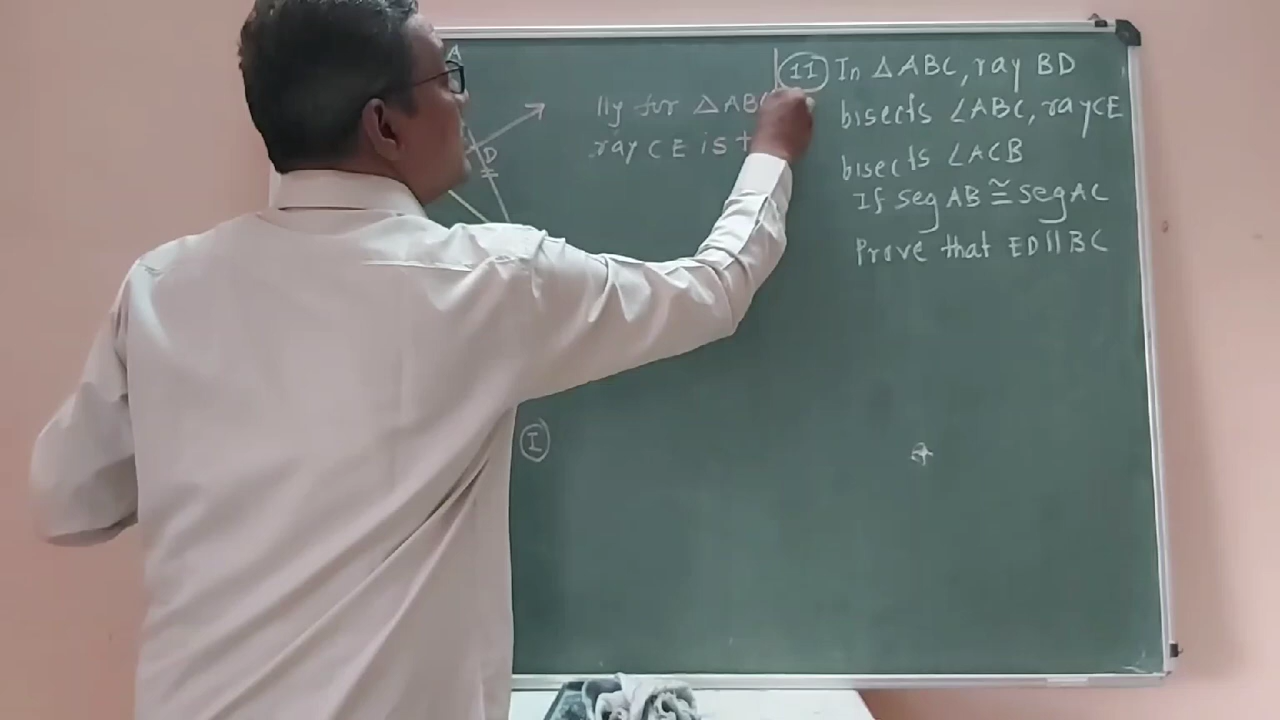 A
D
lly for △ABC
ray CE is t
I
11 In △ABC, ray BD
bisects ∠ABC, ray CE
bisects ∠ACB
If seg AB ≅ seg AC
Prove that ED || BC